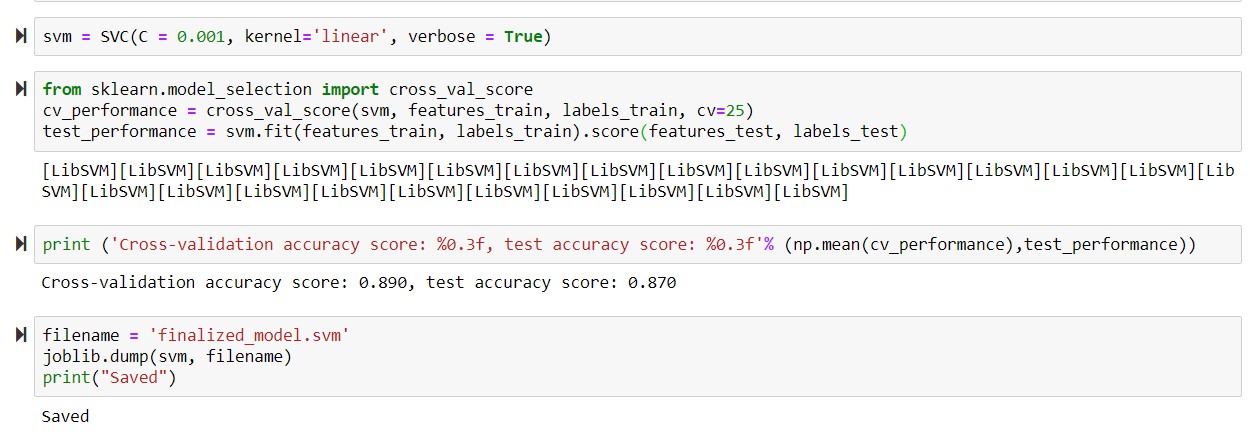 svm = SVC(C = 0.001, kernel='linear', verbose = True)
from sklearn.model_selection import cross_val_score
cv_performance = cross_val_score(svm, features_train, labels_train, cv=25)
test_performance = svm.fit(features_train, labels_train).score(features_test, labels_test)
[LibSVM][LibSVM][LibSVM][LibSVM][LibSVM][LibSVM][LibSVM][LibSVM][LibSVM][LibSVM][LibSVM][LibSVM][LibSVM][LibSVM][LibSVM][Lib
SVM][LibSVM][LibSVM][LibSVM][LibSVM][LibSVM][LibSVM][LibSVM][LibSVM][LibSVM][LibSVM]
print ('Cross-validation accuracy score: %0.3f, test accuracy score: %0.3f'% (np.mean(cv_performance),test_performance))
Cross-validation accuracy score: 0.890, test accuracy score: 0.870
filename = 'finalized_model.svm'
joblib.dump(svm, filename)
print("Saved")
Saved